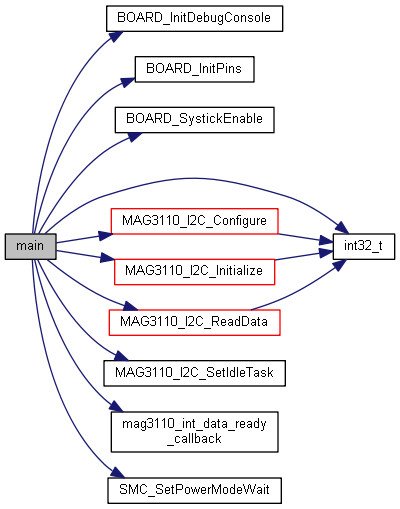 BOARD_InitDebugConsole
BOARD_InitPins
BOARD_SystickEnable
main
MAG3110_I2C_Configure
int32_t
MAG3110_I2C_Initialize
MAG3110_I2C_ReadData
MAG3110_I2C_SetIdleTask
mag3110_int_data_ready
_callback
SMC_SetPowerModeWait